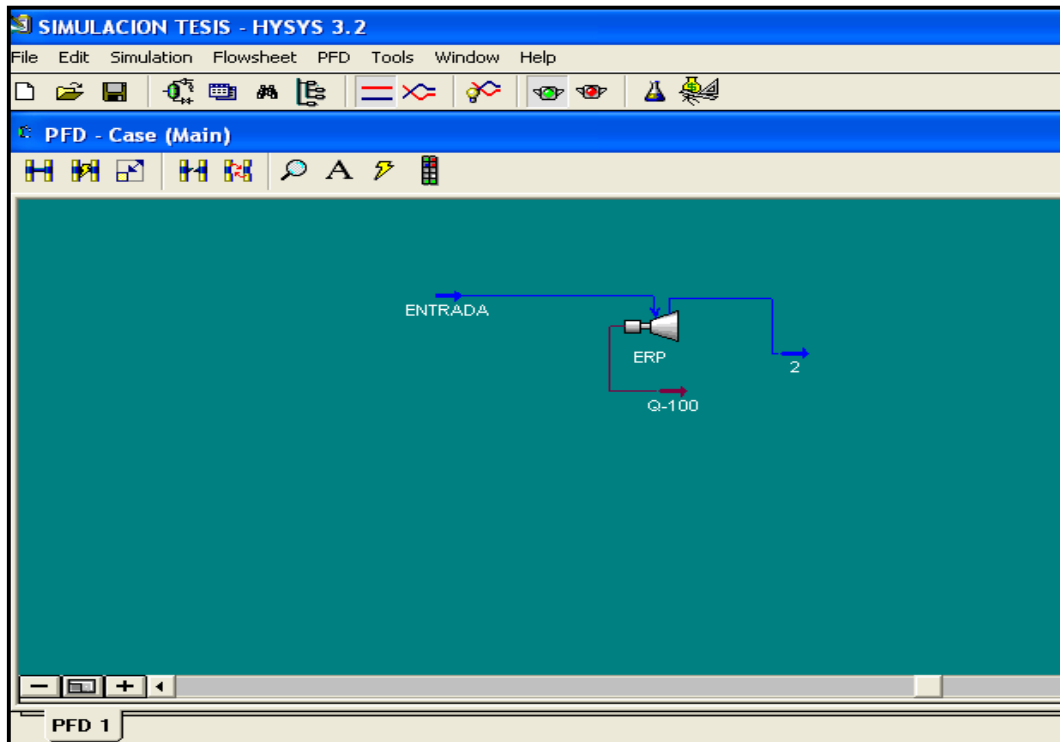 SIMULACION TESIS - HYSYS 3.2
File Edit Simulation Flowsheet PFD Tools Window Help
PFD - Case (Main)
A
ENTRADA
ERP
2
Q-100
PFD 1